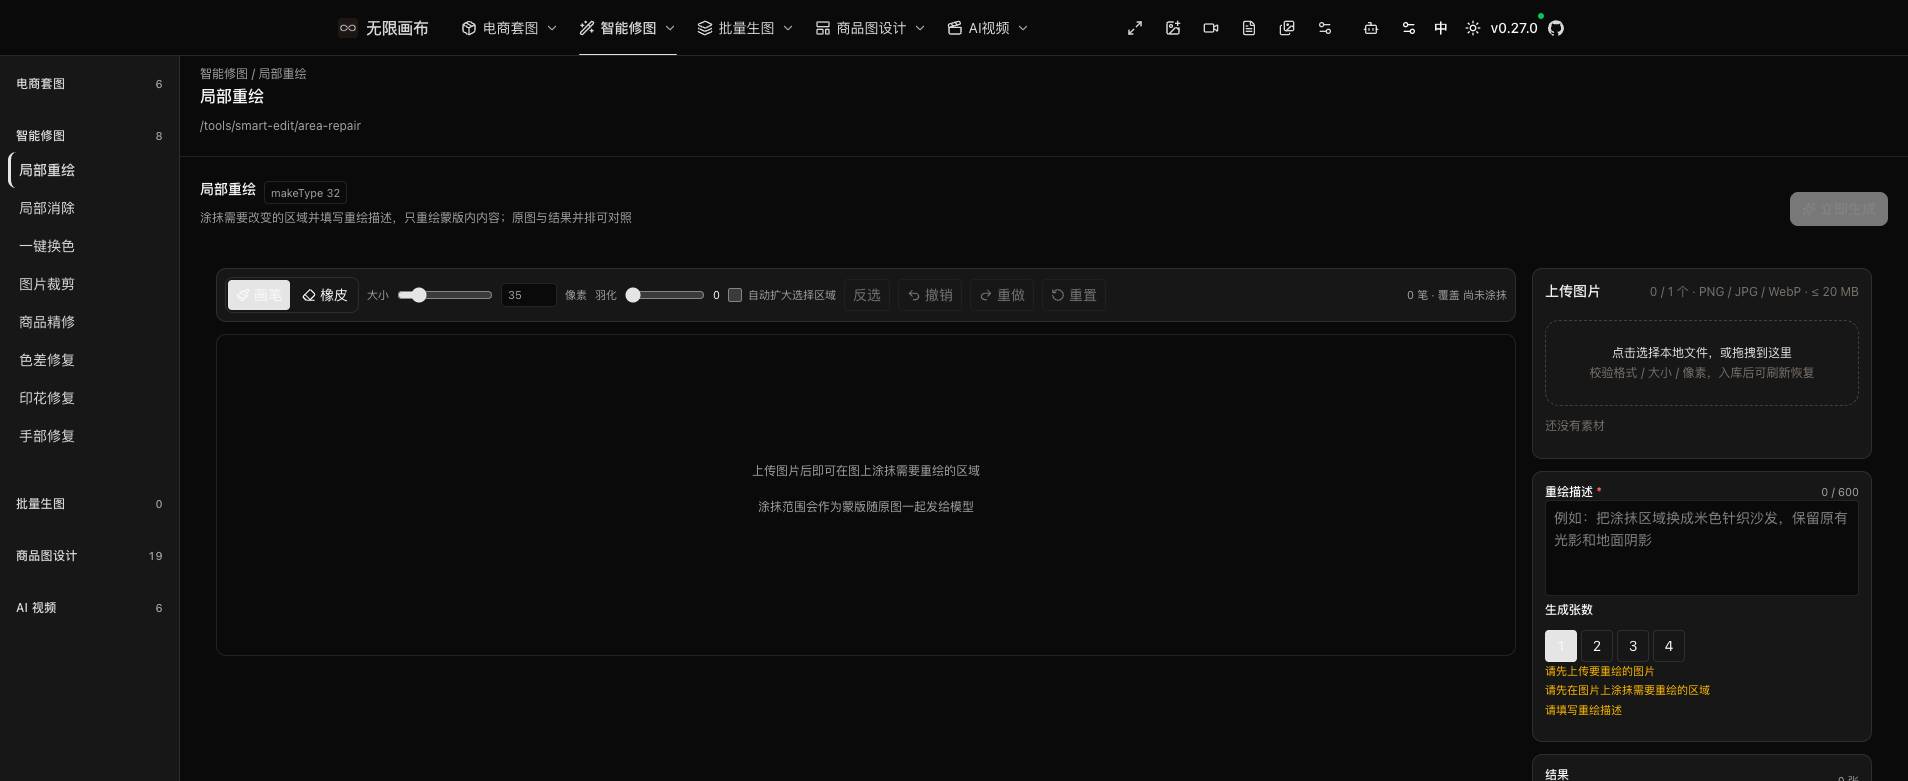 无限画布 电商套图 智能修图 批量生图 商品图设计 AI视频 中 v0.27.0
电商套图 6
智能修图 8
局部重绘
局部消除
一键换色
图片裁剪
商品精修
色差修复
印花修复
手部修复
批量生图 0
商品图设计 19
AI 视频 6
智能修图 / 局部重绘
局部重绘
/tools/smart-edit/area-repair
局部重绘 makeType 32
涂抹需要改变的区域并填写重绘描述，只重绘蒙版内内容；原图与结果并排可对照
立即生成
画笔 橡皮 大小 35 像素 羽化 0 自动扩大选择区域 反选 撤销 重做 重置 0 笔 · 覆盖 尚未涂抹
上传图片后即可在图上涂抹需要重绘的区域
涂抹范围会作为蒙版随原图一起发给模型
上传图片 0 / 1 个 · PNG / JPG / WebP · ≤ 20 MB
点击选择本地文件，或拖拽到这里
校验格式 / 大小 / 像素，入库后可刷新恢复
还没有素材
重绘描述 * 0 / 600
例如：把涂抹区域换成米色针织沙发，保留原有
光影和地面阴影
生成张数
1 2 3 4
请先上传要重绘的图片
请先在图片上涂抹需要重绘的区域
请填写重绘描述
结果 0 张